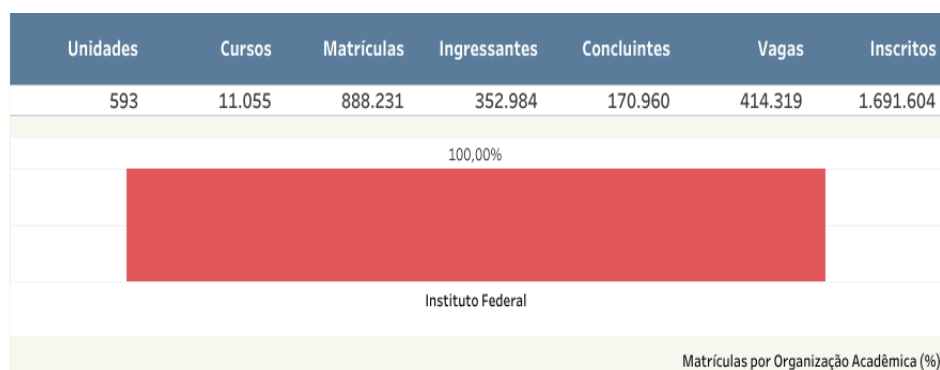 Unidades Cursos Matrículas Ingressantes Concluintes Vagas Inscritos
593 11.055 888.231 352.984 170.960 414.319 1.691.604
100,00%
Instituto Federal
Matrículas por Organização Acadêmica (%)